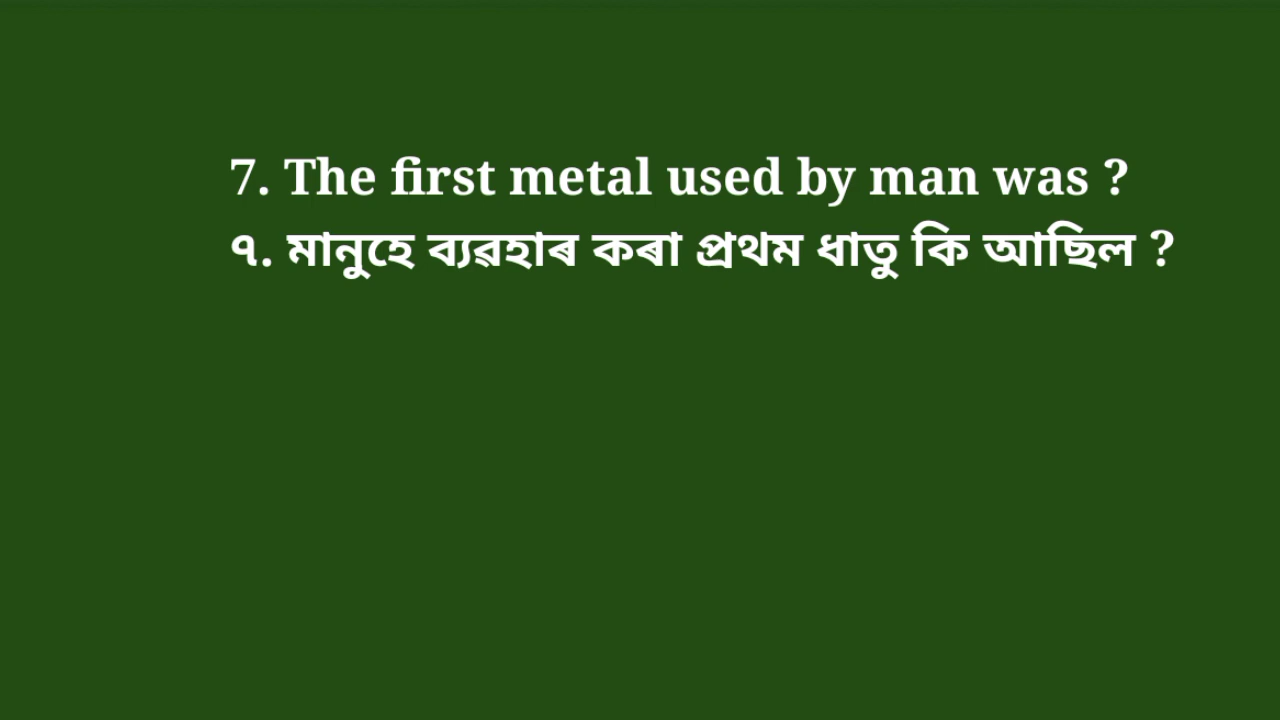 7. The first metal used by man was ?
৭. মানুহে ব্যৱহাৰ কৰা প্ৰথম ধাতু কি আছিল ?